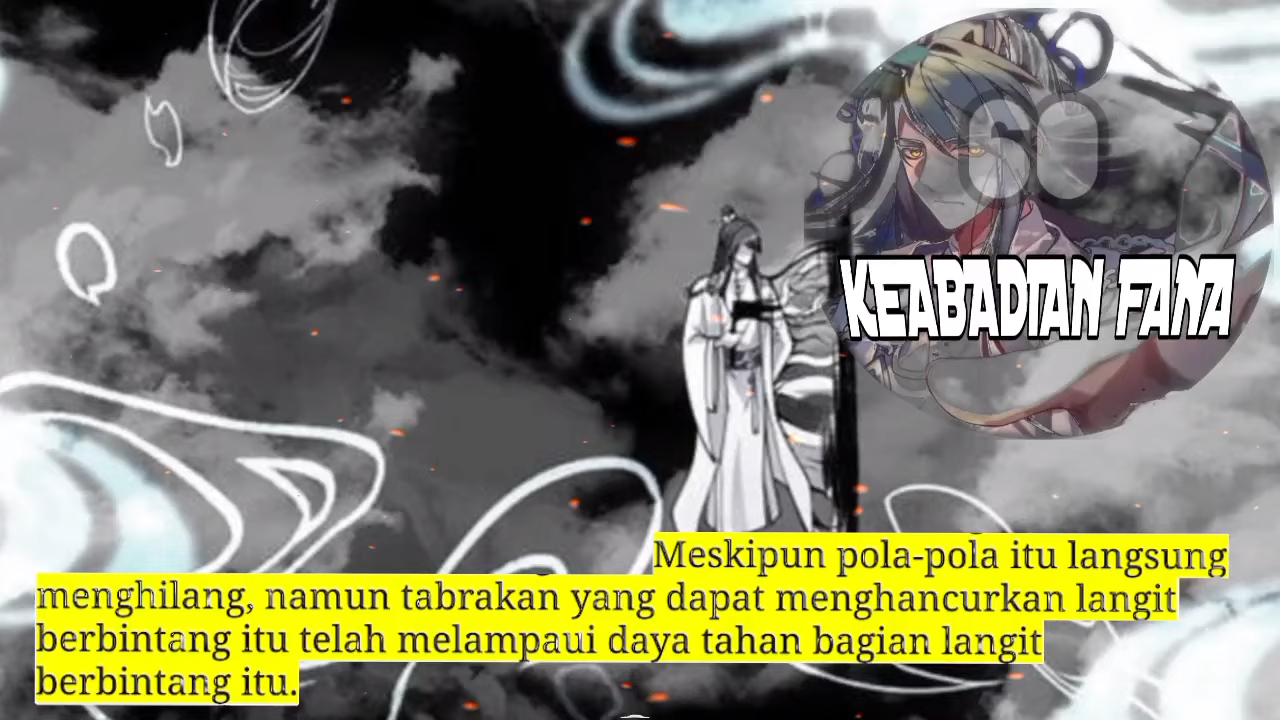 60
KEABADIAN FANA
Meskipun pola-pola itu langsung
menghilang, namun tabrakan yang dapat menghancurkan langit
berbintang itu telah melampaui daya tahan bagian langit
berbintang itu.